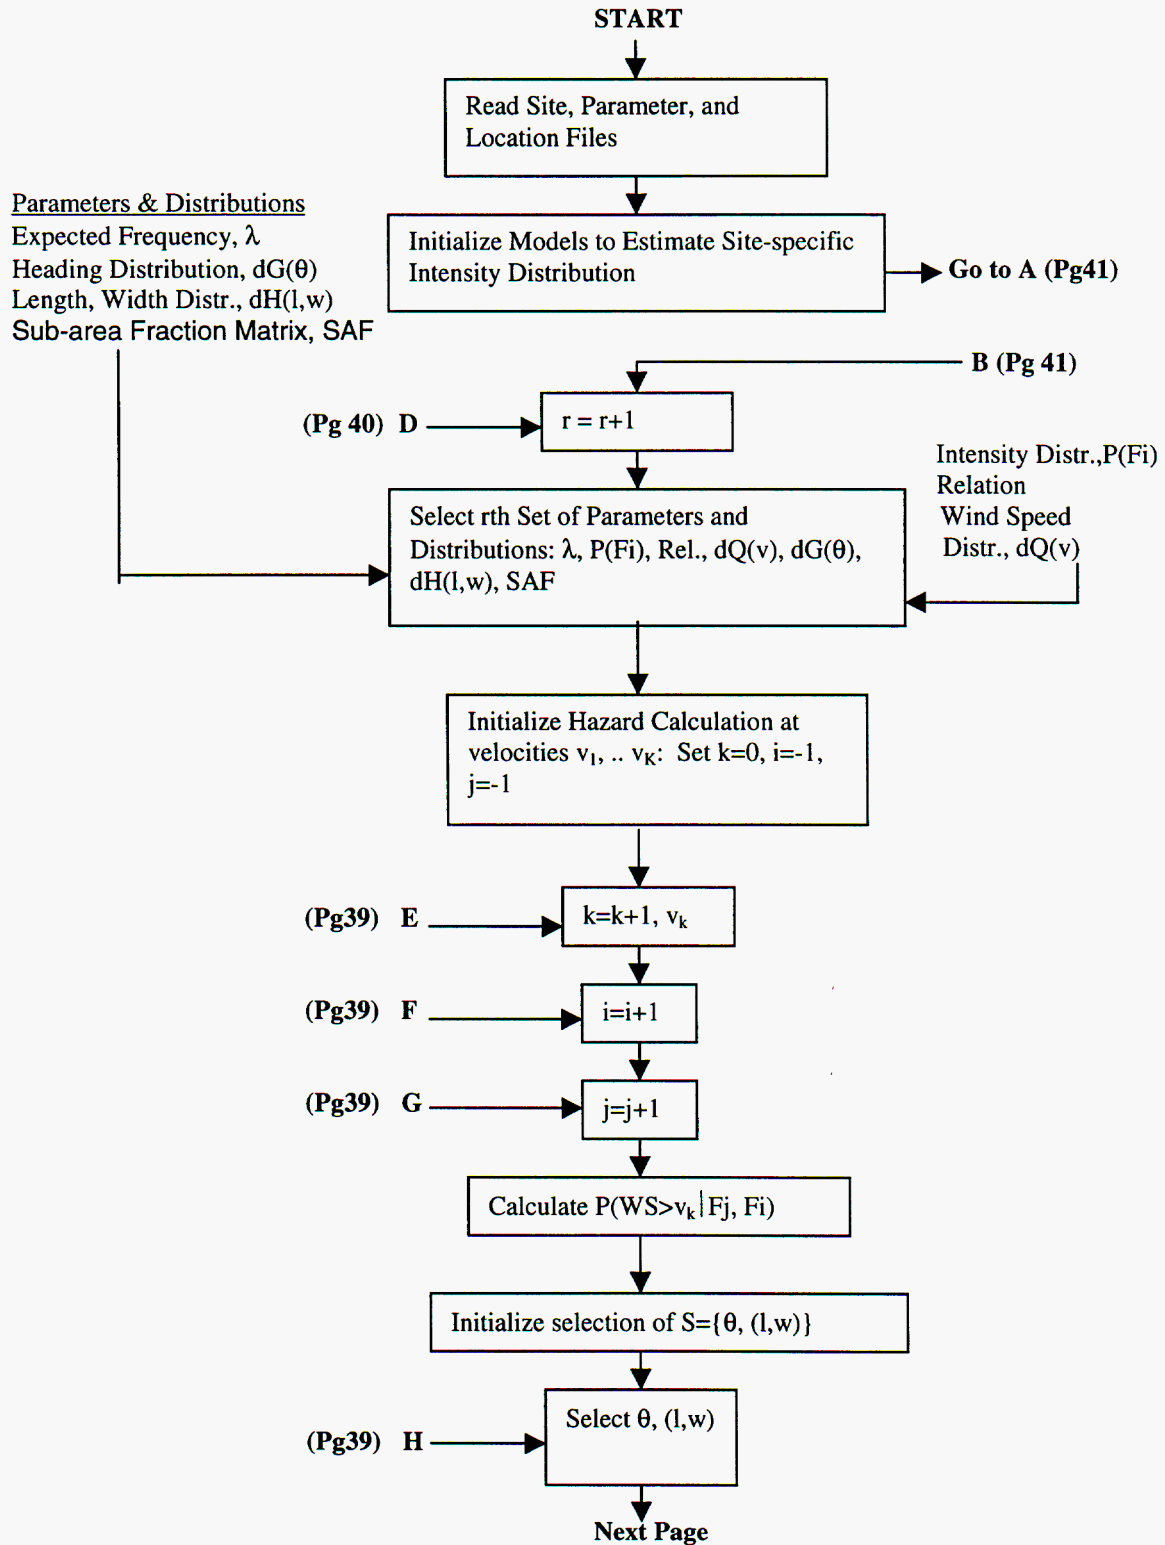 START
Read Site, Parameter, and
Location Files
Parameters & Distributions
Expected Frequency, λ
Heading Distribution, dG(θ)
Length, Width Distr., dH(l,w)
Sub-area Fraction Matrix, SAF
Initialize Models to Estimate Site-specific
Intensity Distribution
Go to A (Pg41)
B (Pg 41)
(Pg 40) D
r = r+1
Intensity Distr.,P(Fi)
Relation
Wind Speed
Distr., dQ(v)
Select rth Set of Parameters and
Distributions: λ, P(Fi), Rel., dQ(v), dG(θ),
dH(l,w), SAF
Initialize Hazard Calculation at
velocities v₁, .. v_K: Set k=0, i=-1,
j=-1
(Pg39) E
k=k+1, v_k
(Pg39) F
i=i+1
(Pg39) G
j=j+1
Calculate P(WS>v_k|Fj, Fi)
Initialize selection of S={θ, (l,w)}
Select θ, (l,w)
(Pg39) H
Next Page